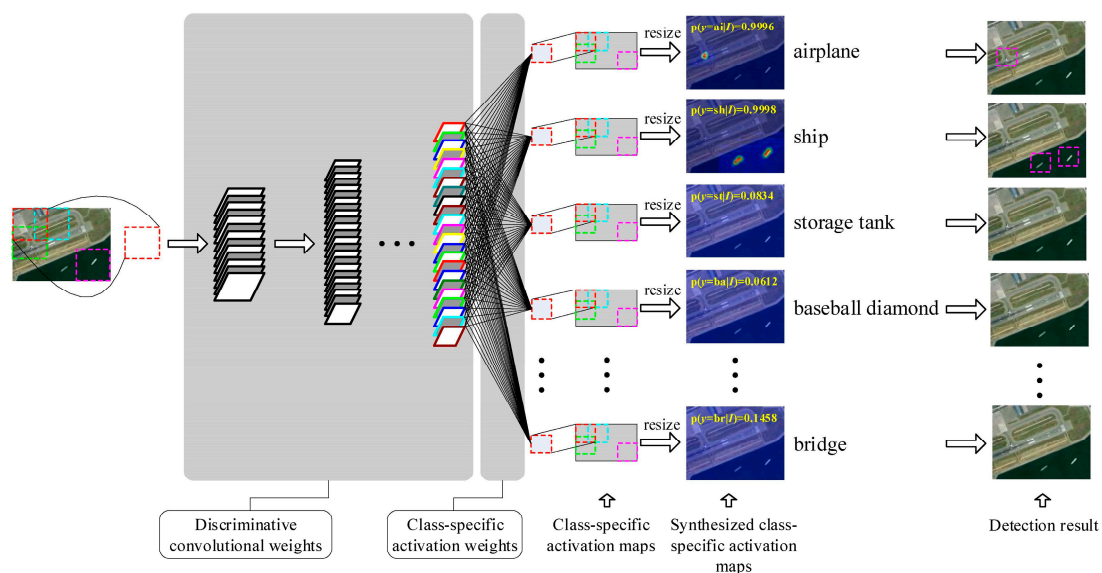 resize
p(y=ai|I)=0.9996
airplane
resize
p(y=sh|I)=0.9998
ship
resize
p(y=st|I)=0.0834
storage tank
resize
p(y=ba|I)=0.0612
baseball diamond
resize
p(y=br|I)=0.1458
bridge
Discriminative
convolutional weights
Class-specific
activation weights
Class-specific
activation maps
Synthesized class-
specific activation
maps
Detection result